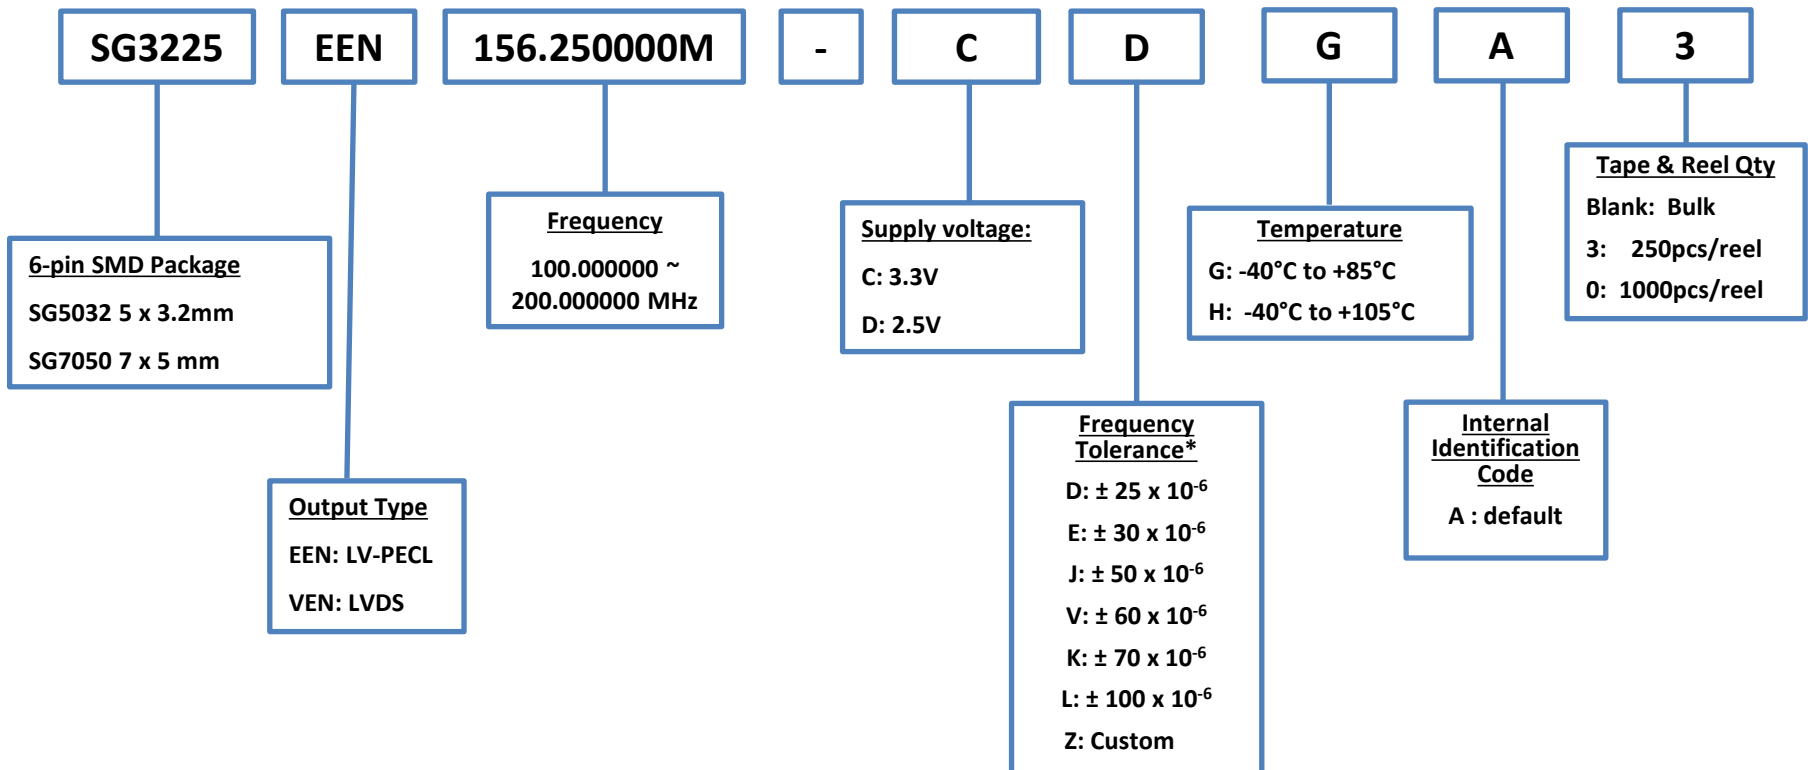 SG3225 EEN 156.250000M - C D G A 3
6-pin SMD Package
SG5032 5 x 3.2mm
SG7050 7 x 5 mm
Output Type
EEN: LV-PECL
VEN: LVDS
Frequency
100.000000 ~
200.000000 MHz
Supply voltage:
C: 3.3V
D: 2.5V
Frequency
Tolerance*
D: ± 25 x 10⁻⁶
E: ± 30 x 10⁻⁶
J: ± 50 x 10⁻⁶
V: ± 60 x 10⁻⁶
K: ± 70 x 10⁻⁶
L: ± 100 x 10⁻⁶
Z: Custom
Temperature
G: -40°C to +85°C
H: -40°C to +105°C
Internal
Identification
Code
A : default
Tape & Reel Qty
Blank: Bulk
3: 250pcs/reel
0: 1000pcs/reel